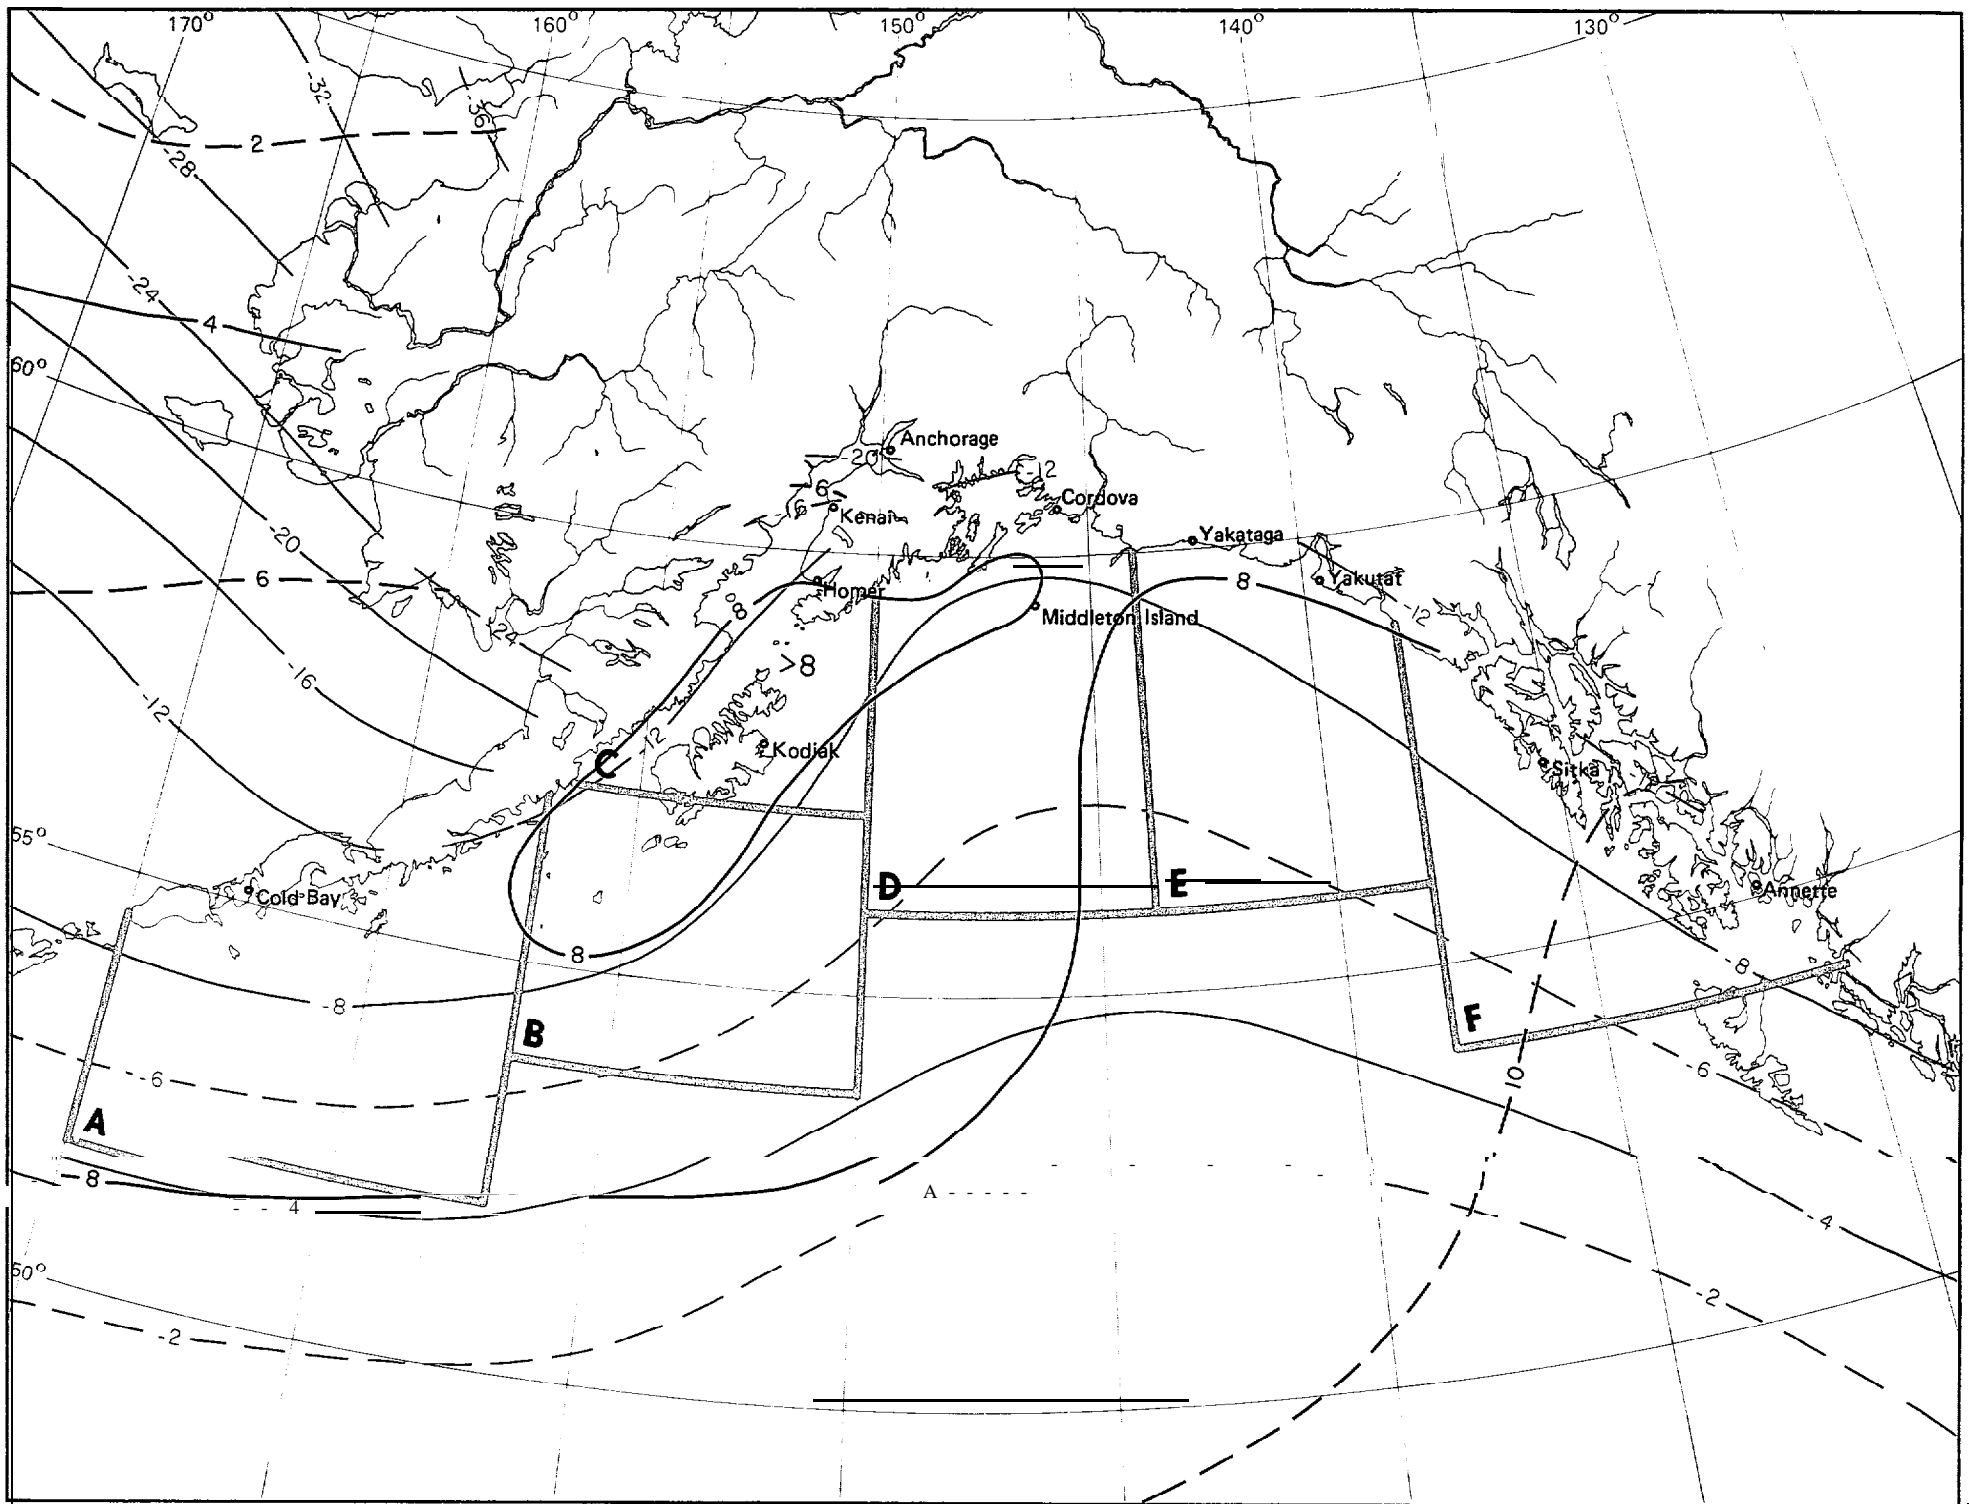 170° 160° 150° 140° 130°
-32
-36
2
-28
-24
4
60°
Anchorage
-20
-12
6
Cordova
6
Kenai
Yakataga
-20
6
Homer
Yakutat
8
8
-12
Middleton Island
-24
>8
-16
-12
-12
Kodiak
C
Sitka
55°
Cold Bay
D
E
Annette
8
-8
-8
B
F
-6
-6
10
A
8
A - - - - -
- - 4
-4
50°
-2
-2